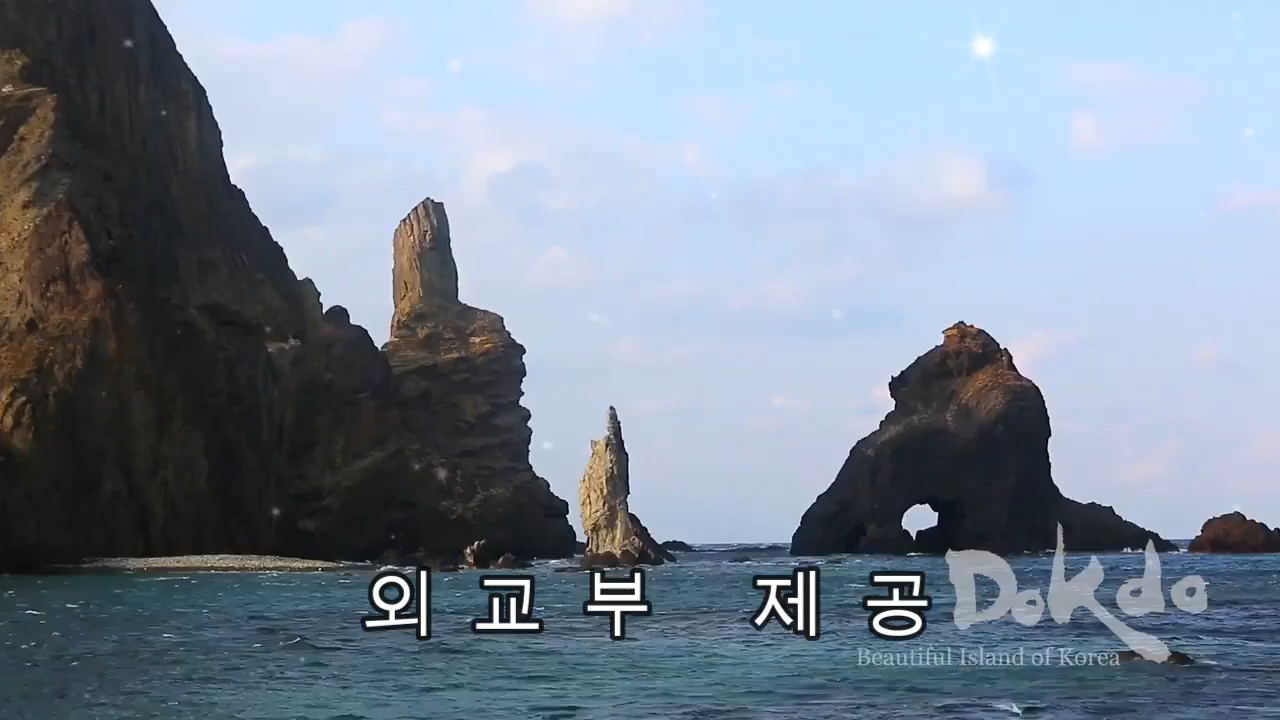 외교부 제공
Dokdo
Beautiful Island of Korea